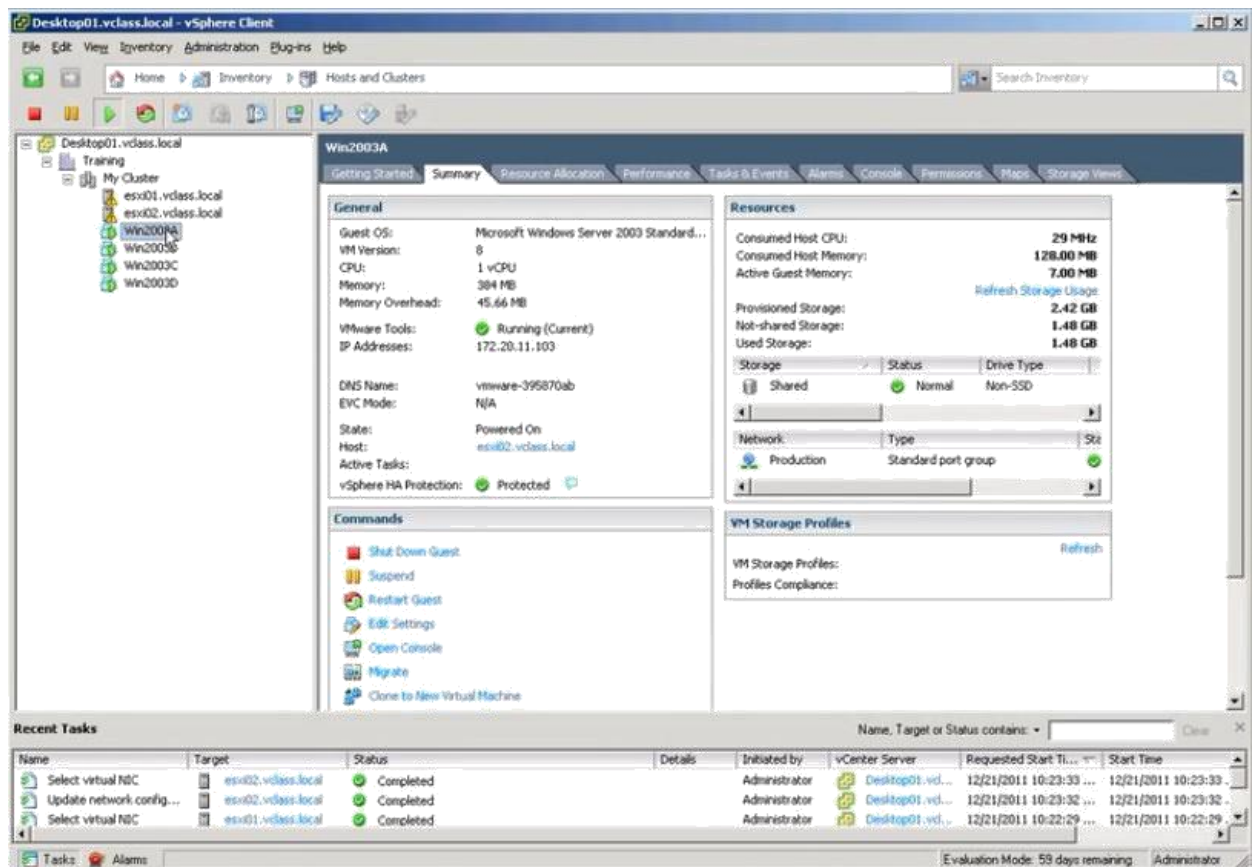 Desktop01.vclass.local - vSphere Client
File Edit View Inventory Administration Plug-ins Help
Home Inventory Hosts and Clusters Search Inventory
Desktop01.vclass.local
Training
My Cluster
esxi01.vclass.local
esxi02.vclass.local
Win2003A
Win2003B
Win2003C
Win2003D
Win2003A
Getting Started Summary Resource Allocation Performance Tasks & Events Alarms Console Permissions Maps Storage Views
General
Guest OS: Microsoft Windows Server 2003 Standard...
VM Version: 8
CPU: 1 vCPU
Memory: 384 MB
Memory Overhead: 45.66 MB
VMware Tools: Running (Current)
IP Addresses: 172.20.11.103
DNS Name: vmware-395870ab
EVC Mode: N/A
State: Powered On
Host: esxi02.vclass.local
Active Tasks:
vSphere HA Protection: Protected
Commands
Shut Down Guest
Suspend
Restart Guest
Edit Settings
Open Console
Migrate
Clone to New Virtual Machine
Resources
Consumed Host CPU: 29 MHz
Consumed Host Memory: 128.00 MB
Active Guest Memory: 7.00 MB
Refresh Storage Usage
Provisioned Storage: 2.42 GB
Not-shared Storage: 1.48 GB
Used Storage: 1.48 GB
Storage Status Drive Type
Shared Normal Non-SSD
Network Type Sta
Production Standard port group
VM Storage Profiles
Refresh
VM Storage Profiles:
Profiles Compliance:
Recent Tasks
Name, Target or Status contains: Clear
Name Target Status Details Initiated by vCenter Server Requested Start Ti... Start Time
Select virtual NIC esxi02.vclass.local Completed Administrator Desktop01.vcl... 12/21/2011 10:23:33 ... 12/21/2011 10:23:33 .
Update network config... esxi02.vclass.local Completed Administrator Desktop01.vcl... 12/21/2011 10:23:32 ... 12/21/2011 10:23:32 .
Select virtual NIC esxi01.vclass.local Completed Administrator Desktop01.vcl... 12/21/2011 10:22:29 ... 12/21/2011 10:22:29 .
Tasks Alarms Evaluation Mode: 59 days remaining Administrator